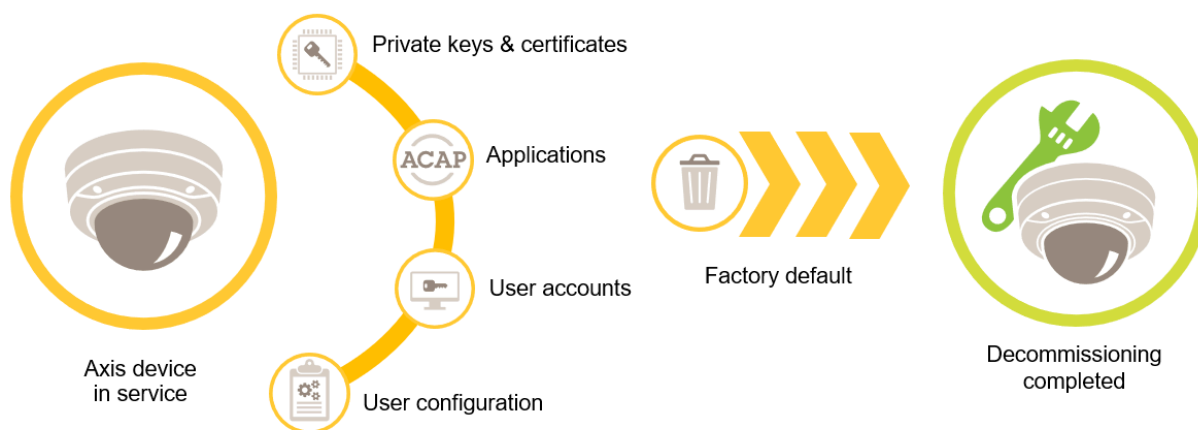 Private keys & certificates
ACAP
Applications
User accounts
User configuration
Axis device
in service
Factory default
Decommissioning
completed